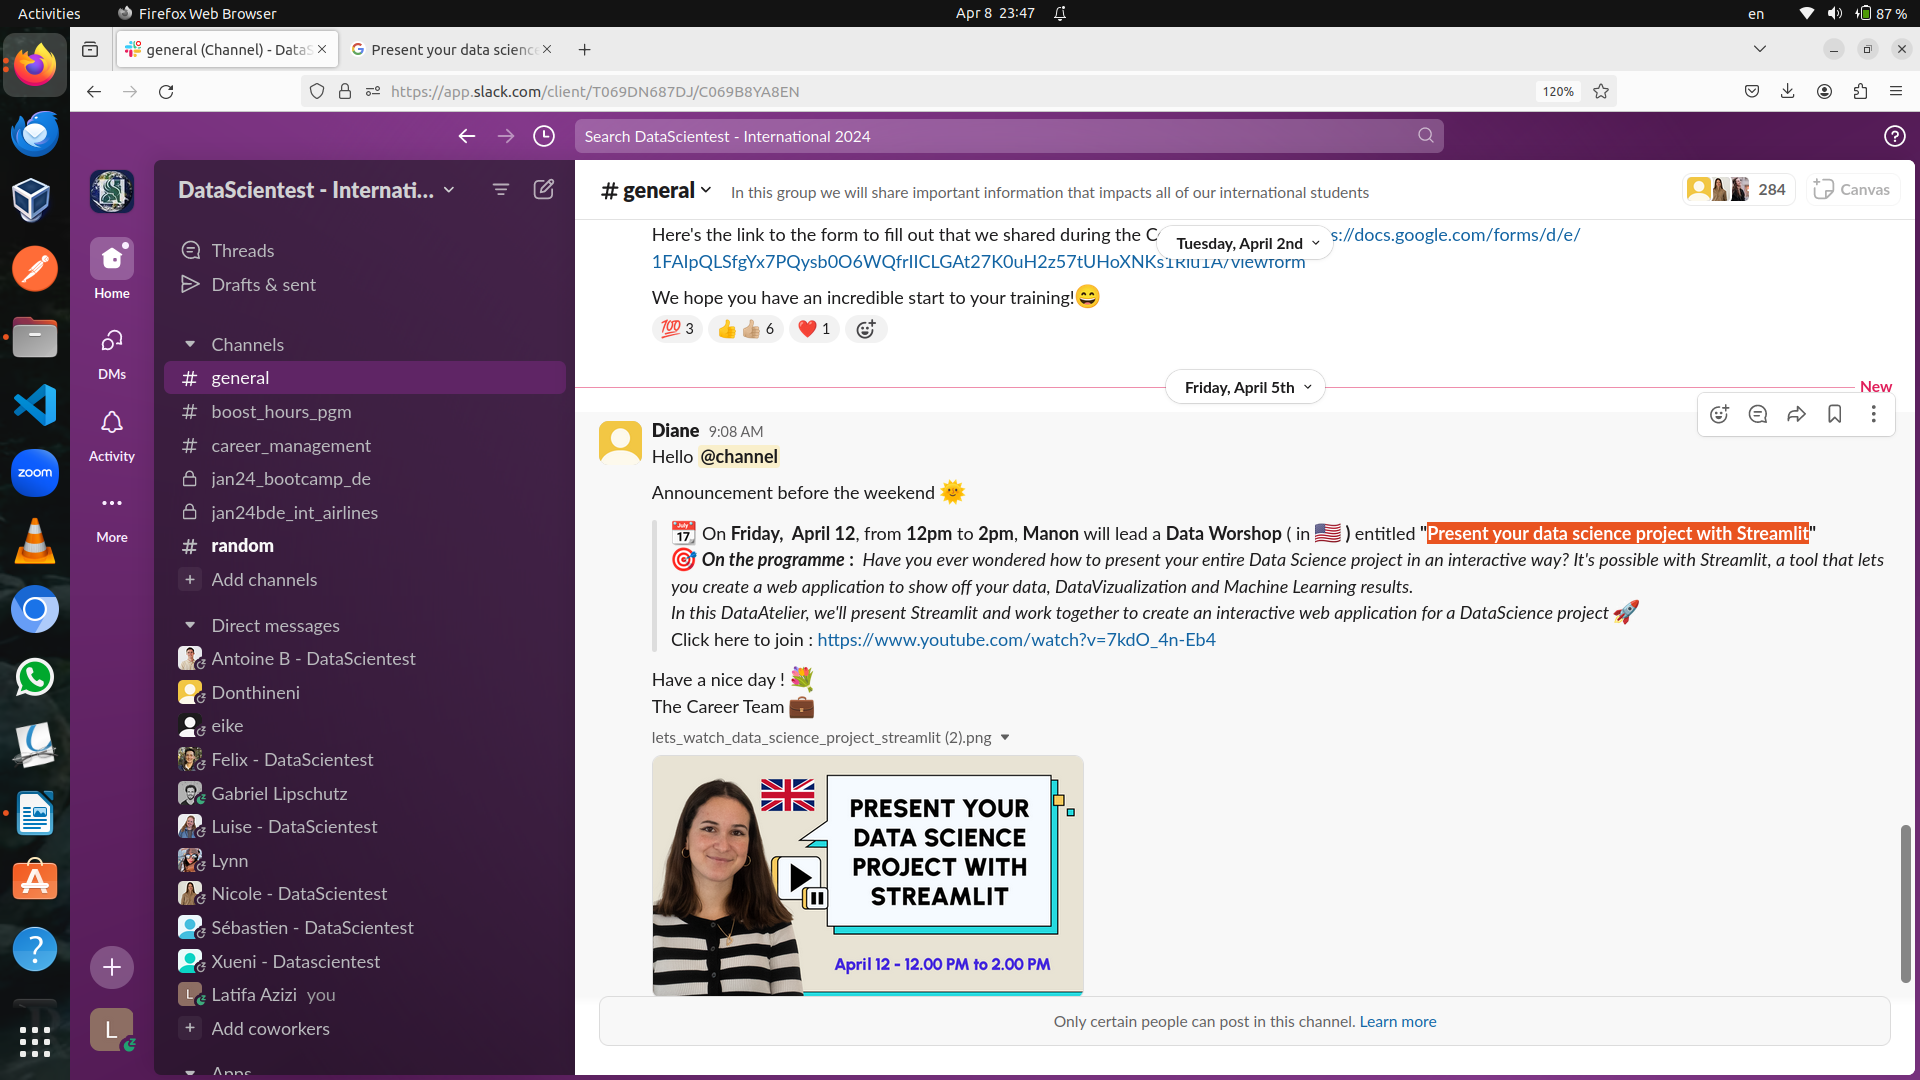 Activities
Firefox Web Browser
Apr 8 23:47
en
87 %
general (Channel) - DataS
Present your data science
https://app.slack.com/client/T069DN687DJ/C069B8YA8EN
120%
Search DataScientest - International 2024
DataScientest - Internati...
Home
DMs
Activity
More
Threads
Drafts & sent
Channels
# general
# boost_hours_pgm
# career_management
jan24_bootcamp_de
jan24bde_int_airlines
# random
+ Add channels
Direct messages
Antoine B - DataScientest
Donthineni
eike
Felix - DataScientest
Gabriel Lipschutz
Luise - DataScientest
Lynn
Nicole - DataScientest
Sébastien - DataScientest
Xueni - Datascientest
L Latifa Azizi you
+ Add coworkers
Apps
L
zoom
# general
In this group we will share important information that impacts all of our international students
284
Canvas
Here's the link to the form to fill out that we shared during the C
s://docs.google.com/forms/d/e/
Tuesday, April 2nd
1FAIpQLSfgYx7PQysb0O6WQfrIICLGAt27K0uH2z57tUHoXNKs1Riu1A/viewform
We hope you have an incredible start to your training!😄
💯 3 👍👍🏼 6 ❤️ 1
Friday, April 5th
New
Diane 9:08 AM
Hello @channel
Announcement before the weekend 🌞
📆 On Friday, April 12, from 12pm to 2pm, Manon will lead a Data Worshop ( in 🇺🇸 ) entitled "Present your data science project with Streamlit"
🎯 On the programme : Have you ever wondered how to present your entire Data Science project in an interactive way? It's possible with Streamlit, a tool that lets
you create a web application to show off your data, DataVizualization and Machine Learning results.
In this DataAtelier, we'll present Streamlit and work together to create an interactive web application for a DataScience project 🚀
Click here to join : https://www.youtube.com/watch?v=7kdO_4n-Eb4
Have a nice day ! 💐
The Career Team 💼
lets_watch_data_science_project_streamlit (2).png
PRESENT YOUR
DATA SCIENCE
PROJECT WITH
STREAMLIT
April 12 - 12.00 PM to 2.00 PM
Only certain people can post in this channel. Learn more